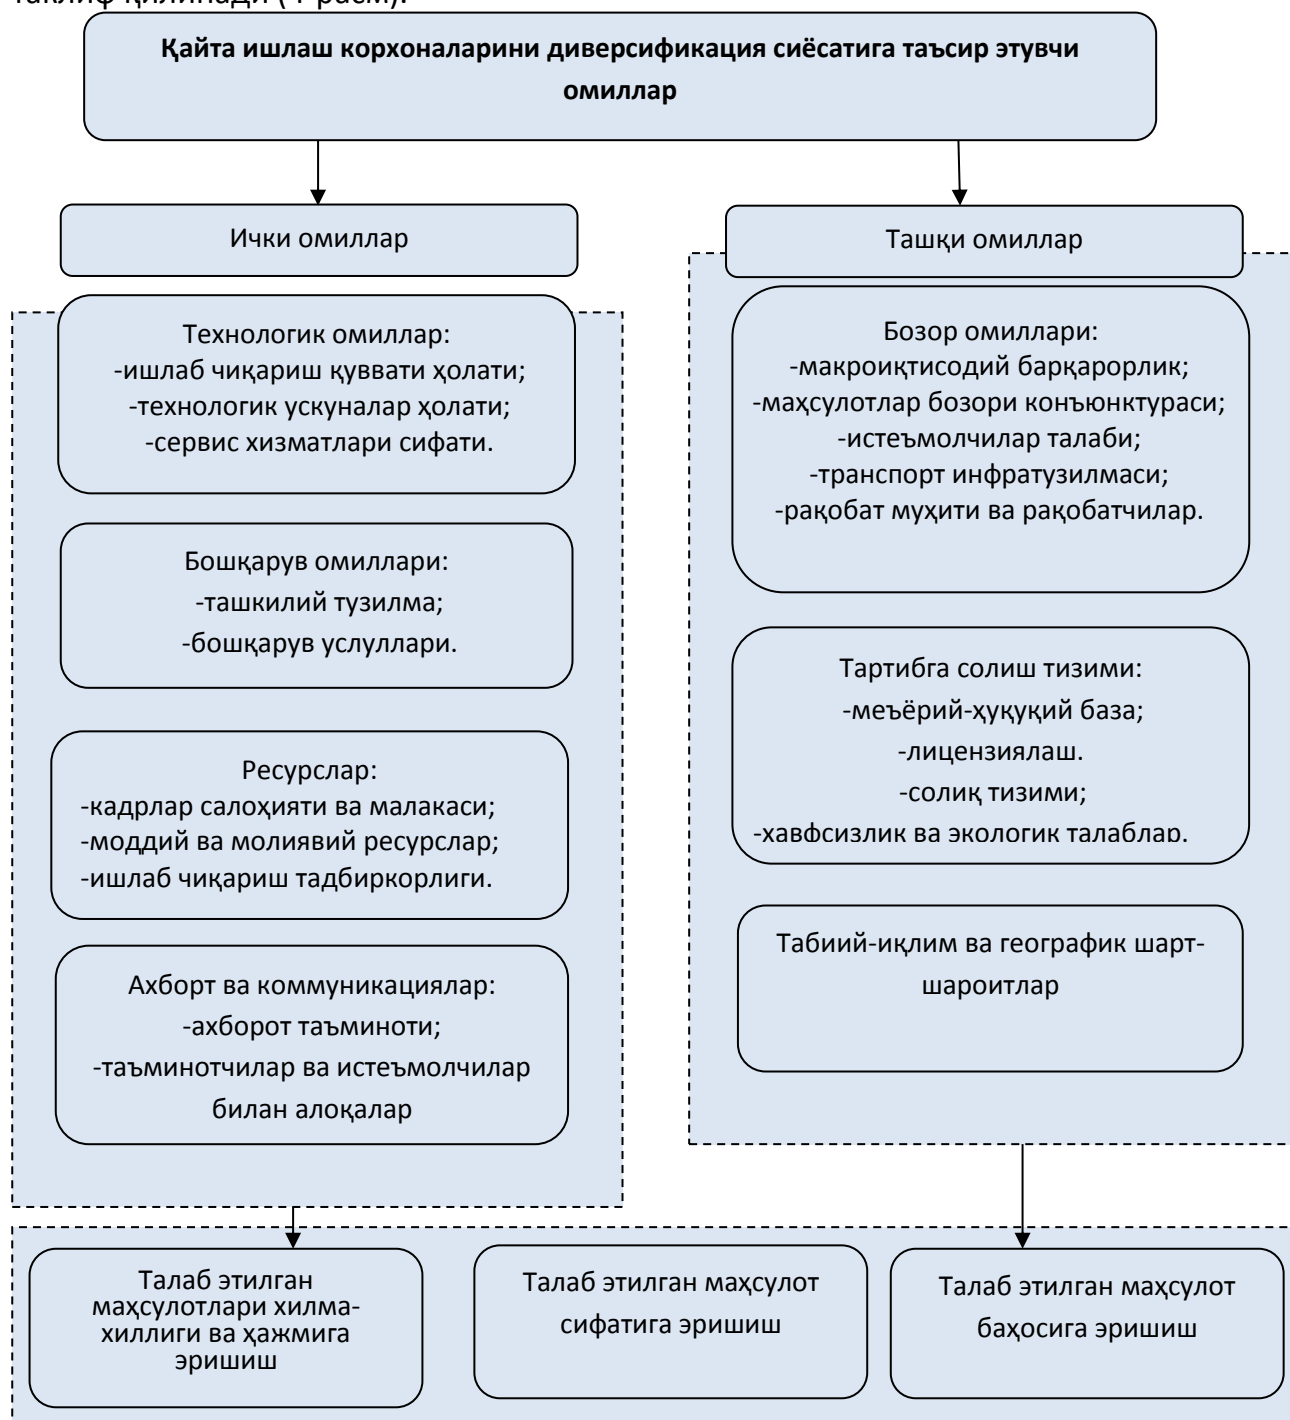 таклиф қилинади (4-расм).
Қайта ишлаш корхоналарини диверсификация сиёсатига таъсир этувчи
омиллар
Ички омиллар
Технологик омиллар:
-ишлаб чиқариш қуввати ҳолати;
-технологик ускуналар ҳолати;
-сервис хизматлари сифати.
Бошқарув омиллари:
-ташкилий тузилма;
-бошқарув услуллари.
Ресурслар:
-кадрлар салоҳияти ва малакаси;
-моддий ва молиявий ресурслар;
-ишлаб чиқариш тадбиркорлиги.
Ахборт ва коммуникациялар:
-ахборот таъминоти;
-таъминотчилар ва истеъмолчилар
билан алоқалар
Ташқи омиллар
Бозор омиллари:
-макроиқтисодий барқарорлик;
-маҳсулотлар бозори конъюнктураси;
-истеъмолчилар талаби;
-транспорт инфратузилмаси;
-рақобат муҳити ва рақобатчилар.
Тартибга солиш тизими:
-меъёрий-ҳуқуқий база;
-лицензиялаш.
-солиқ тизими;
-хавфсизлик ва экологик талаблар.
Табиий-иқлим ва географик шарт-
шароитлар
Талаб этилган
маҳсулотлари хилма-
хиллиги ва ҳажмига
эришиш
Талаб этилган маҳсулот
сифатига эришиш
Талаб этилган маҳсулот
баҳосига эришиш